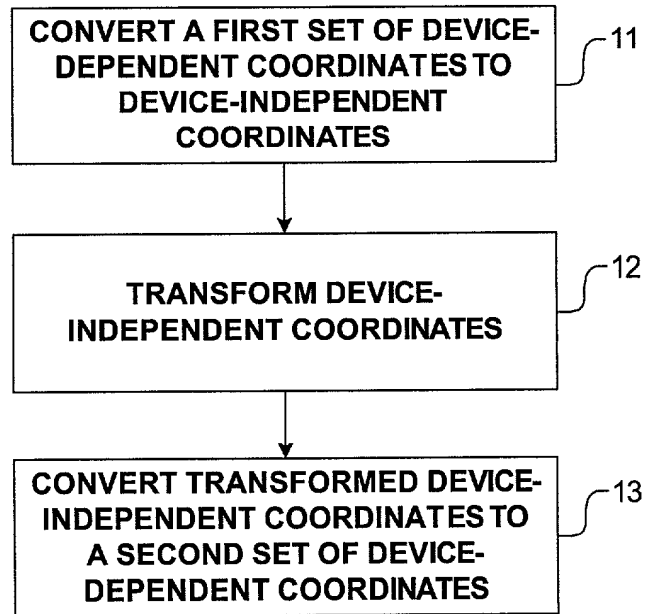 CONVERT A FIRST SET OF DEVICE-
DEPENDENT COORDINATES TO
DEVICE-INDEPENDENT
COORDINATES
11
TRANSFORM DEVICE-
INDEPENDENT COORDINATES
12
CONVERT TRANSFORMED DEVICE-
INDEPENDENT COORDINATES TO
A SECOND SET OF DEVICE-
DEPENDENT COORDINATES
13